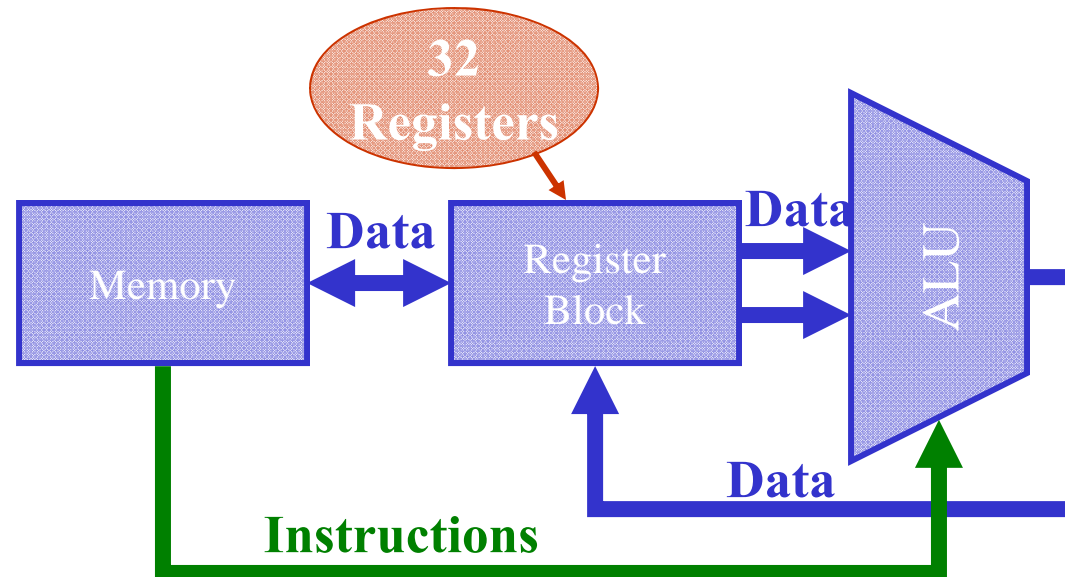 32
Registers
Data
Data
Memory
Register
Block
ALU
Data
Instructions